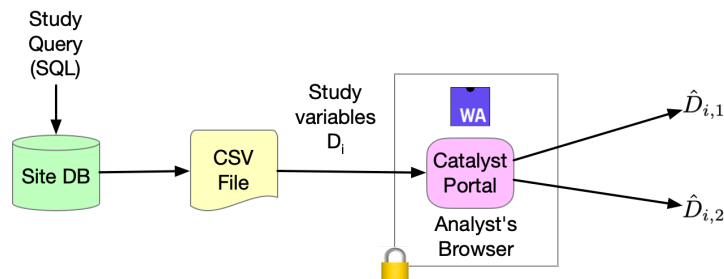 Study
Query
(SQL)
Site DB
CSV
File
Study
variables
Dᵢ
WA
Catalyst
Portal
Analyst's
Browser
D̂ᵢ,₁
D̂ᵢ,₂